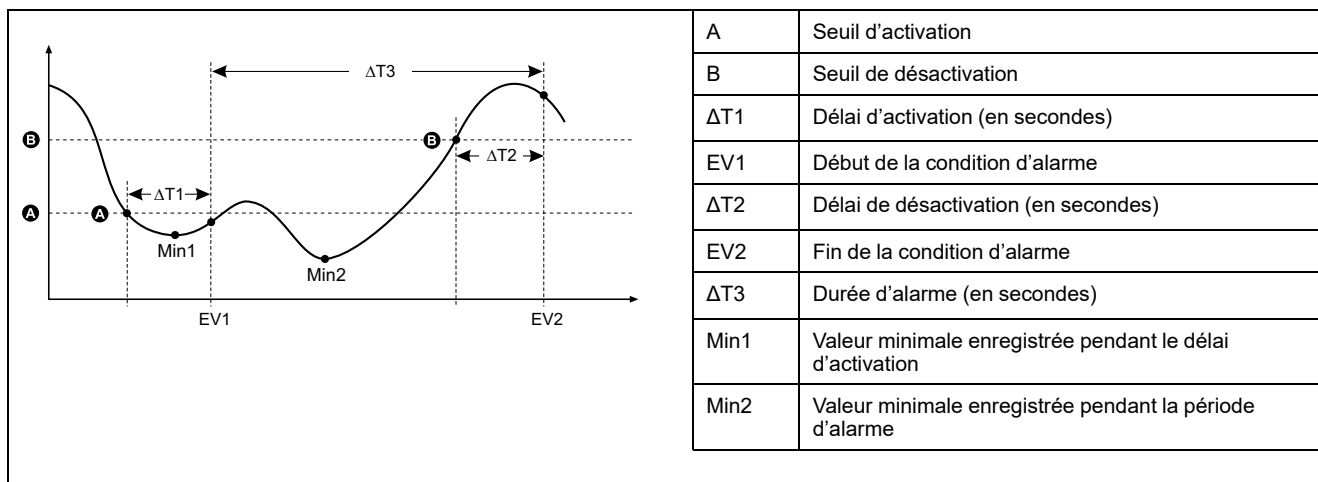 ΔT3
B
B
ΔT2
ΔT1
A
A
Min1
Min2
EV1
EV2
A Seuil d'activation
B Seuil de désactivation
ΔT1 Délai d'activation (en secondes)
EV1 Début de la condition d'alarme
ΔT2 Délai de désactivation (en secondes)
EV2 Fin de la condition d'alarme
ΔT3 Durée d'alarme (en secondes)
Min1 Valeur minimale enregistrée pendant le délai
d'activation
Min2 Valeur minimale enregistrée pendant la période
d'alarme